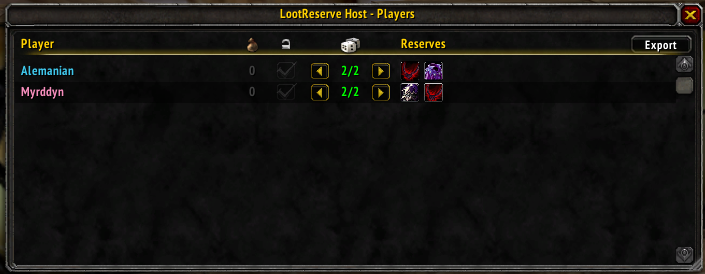 LootReserve Host - Players
Player Reserves Export
Alemanian 0 2/2
Myrddyn 0 2/2